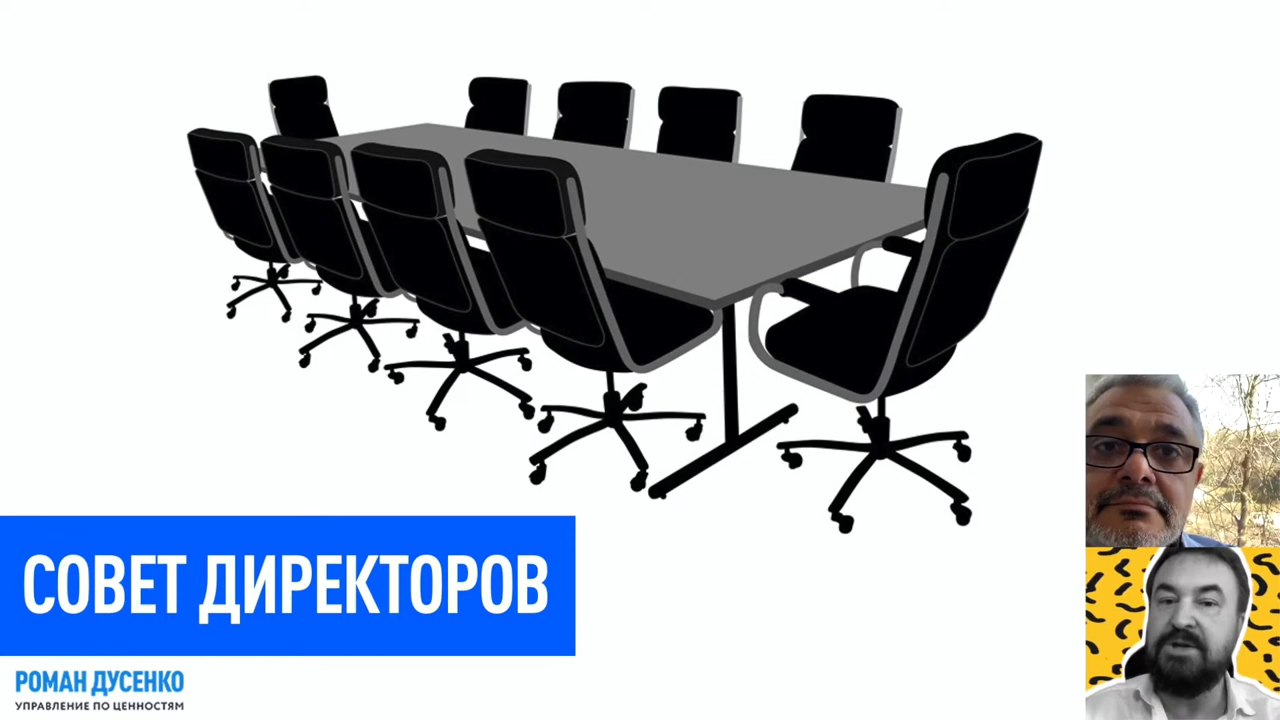 СОВЕТ ДИРЕКТОРОВ
РОМАН ДУСЕНКО
УПРАВЛЕНИЕ ПО ЦЕННОСТЯМ